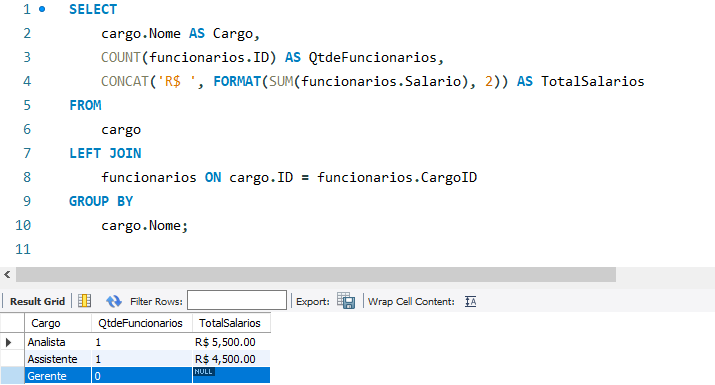 1 SELECT
2 cargo.Nome AS Cargo,
3 COUNT(funcionarios.ID) AS QtdeFuncionarios,
4 CONCAT('R$ ', FORMAT(SUM(funcionarios.Salario), 2)) AS TotalSalarios
5 FROM
6 cargo
7 LEFT JOIN
8 funcionarios ON cargo.ID = funcionarios.CargoID
9 GROUP BY
10 cargo.Nome;
11
Result Grid Filter Rows: Export: Wrap Cell Content: IA
Cargo QtdeFuncionarios TotalSalarios
Analista 1 R$ 5,500.00
Assistente 1 R$ 4,500.00
Gerente 0 NULL